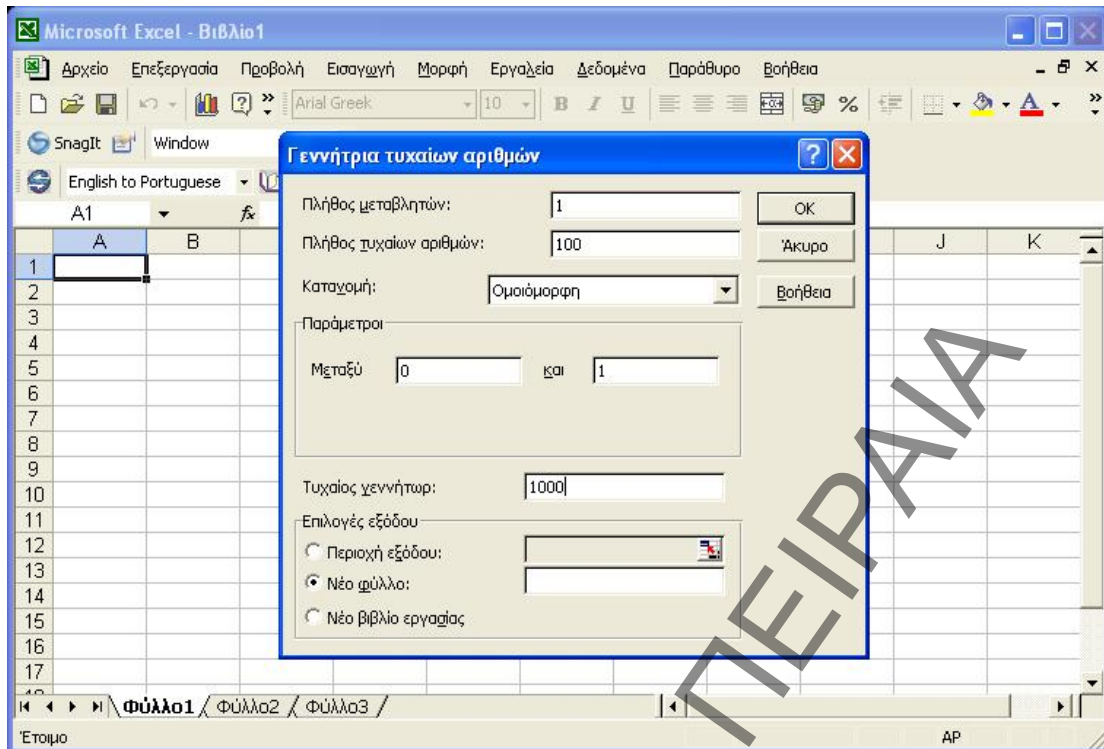 Microsoft Excel - Βιβλίο1
Αρχείο Επεξεργασία Προβολή Εισαγωγή Μορφή Εργαλεία Δεδομένα Παράθυρο Βοήθεια
Arial Greek 10 B I U %
SnagIt Window
English to Portuguese
A1 fx
Γεννήτρια τυχαίων αριθμών
Πλήθος μεταβλητών: 1
OK
Πλήθος τυχαίων αριθμών: 100
Άκυρο
Κατανομή: Ομοιόμορφη
Βοήθεια
Παράμετροι
Μεταξύ 0 και 1
Τυχαίος γεννήτωρ: 1000
Επιλογές εξόδου
Περιοχή εξόδου:
Νέο φύλλο:
Νέο βιβλίο εργασίας
A B J K
1
2
3
4
5
6
7
8
9
10
11
12
13
14
15
16
17
Φύλλο1 Φύλλο2 Φύλλο3
Έτοιμο AP
ΠΕΙΡΑΙΑ